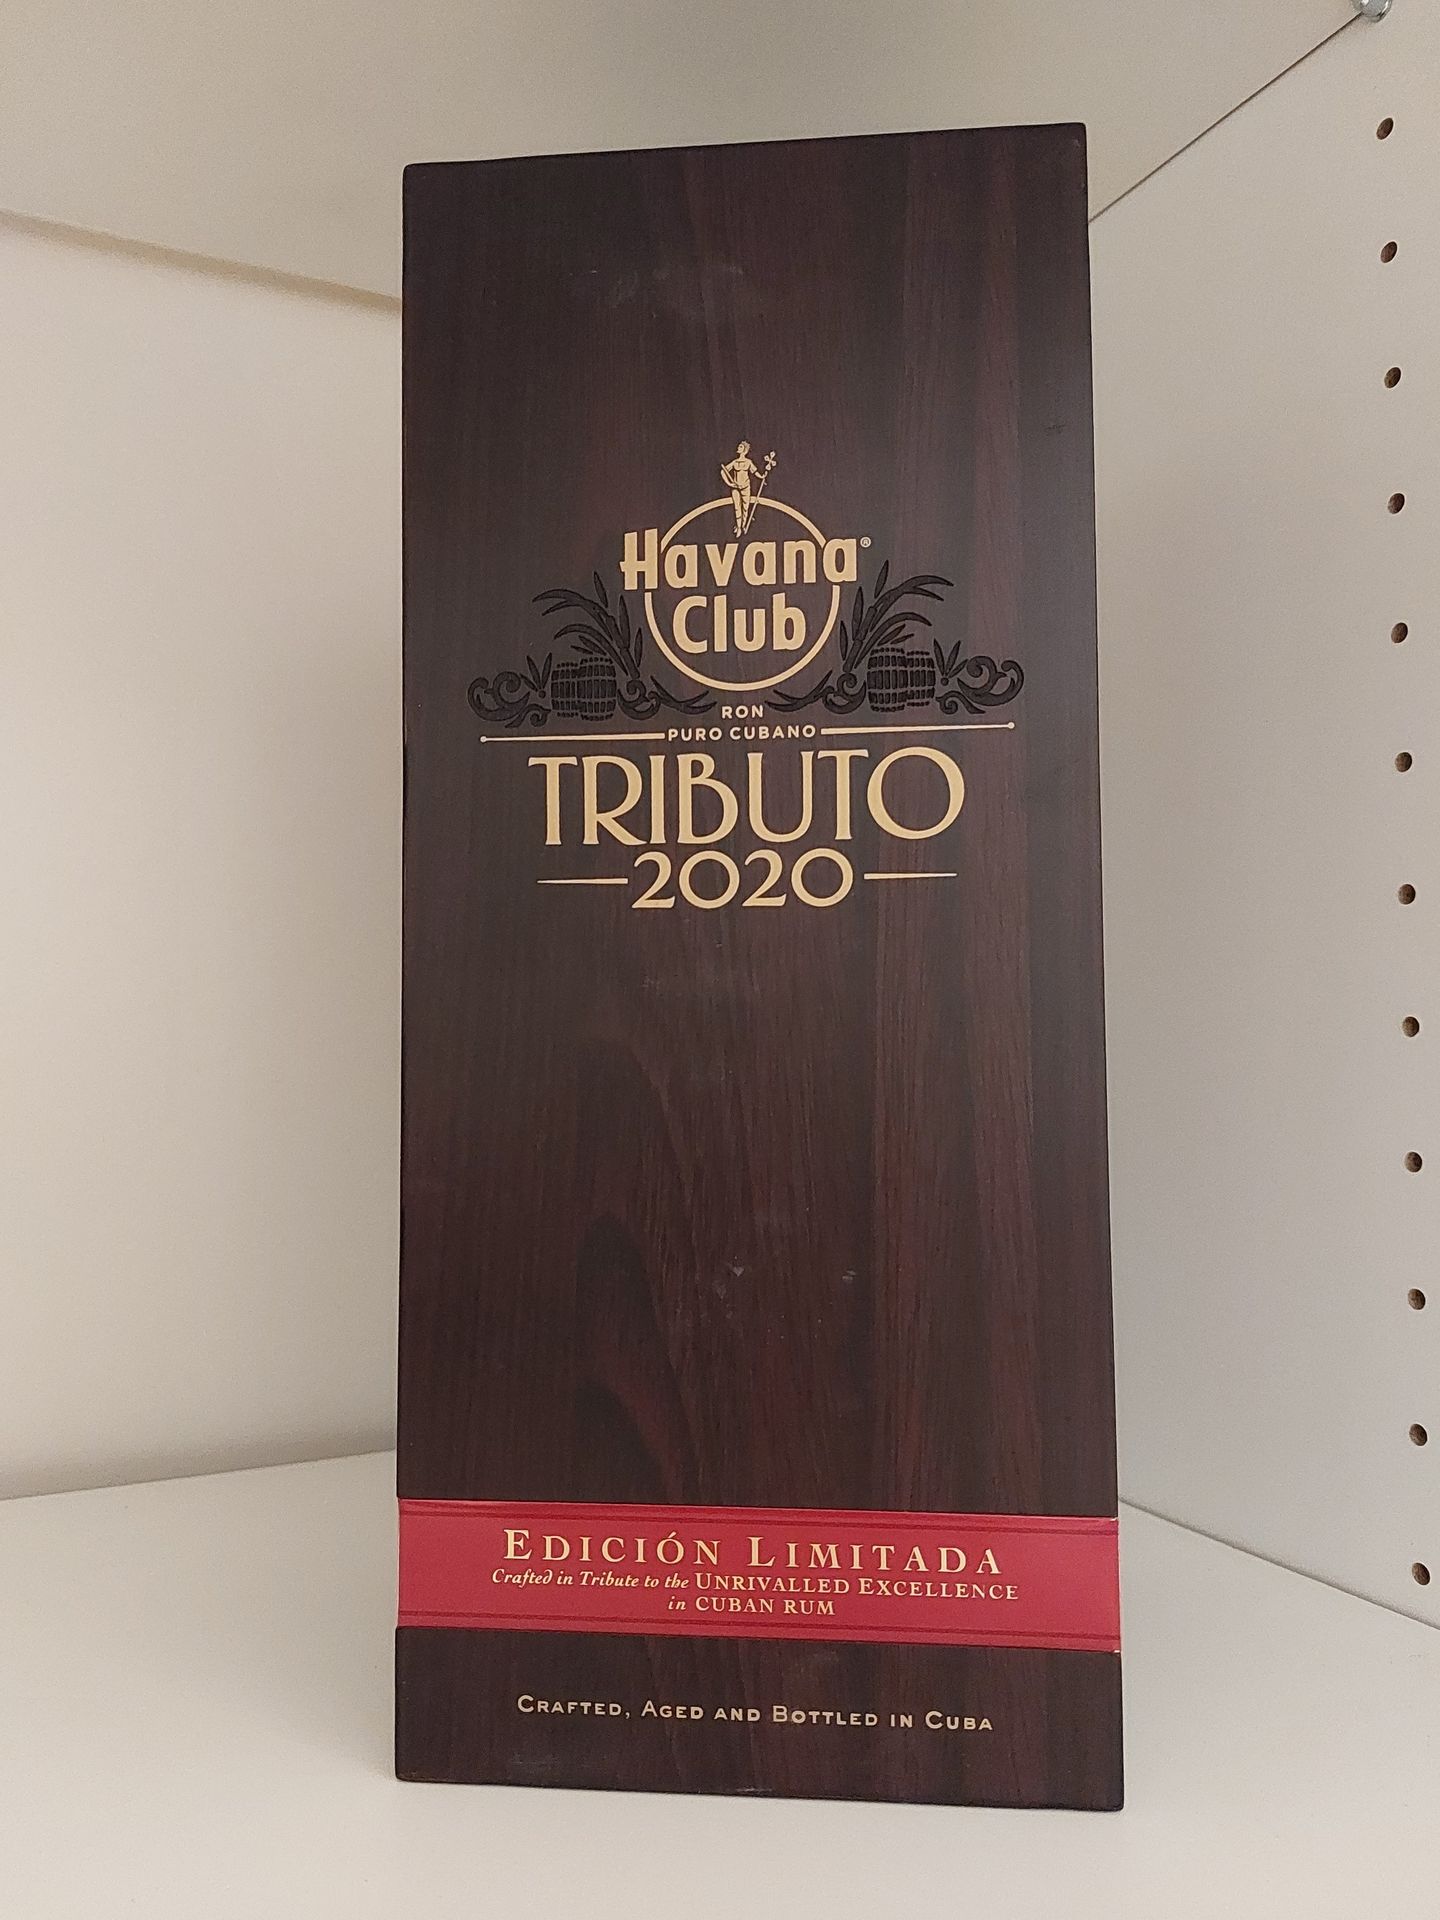 Havana®
Club
RON
PURO CUBANO
TRIBUTO
2020
EDICIÓN LIMITADA
Crafted in Tribute to the UNRIVALLED EXCELLENCE
in CUBAN RUM
CRAFTED, AGED AND BOTTLED IN CUBA